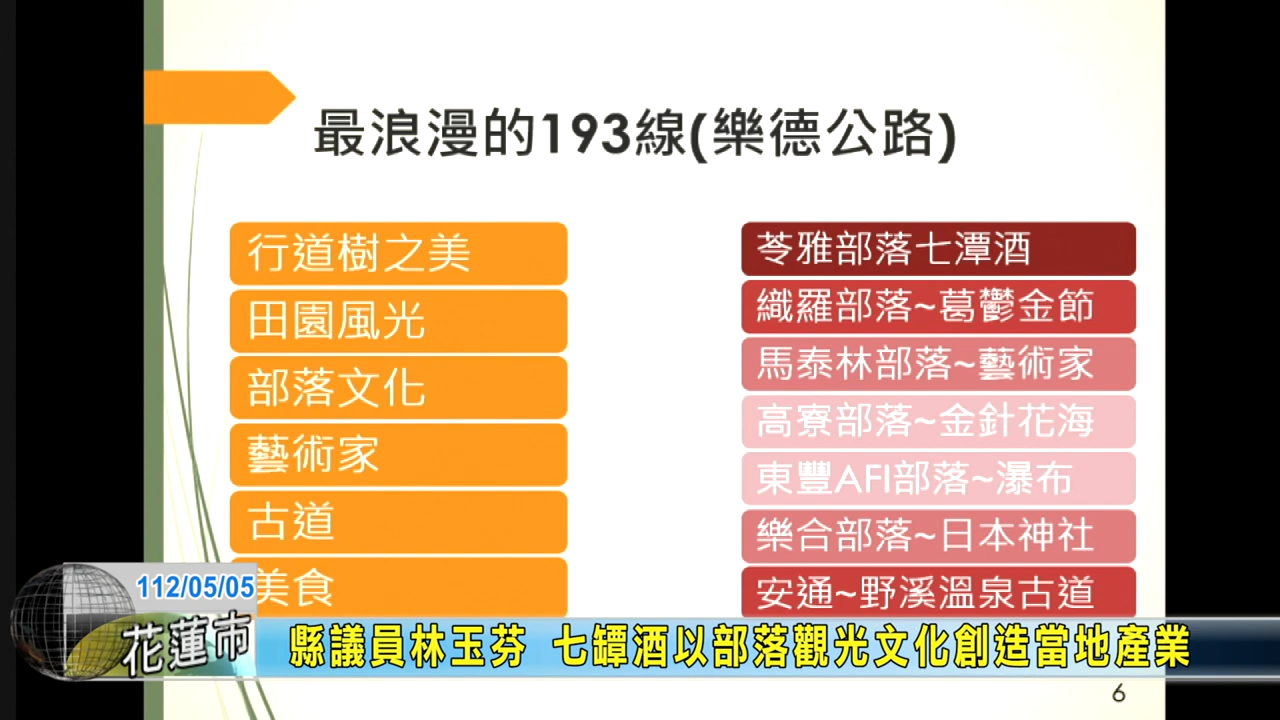 最浪漫的193線(樂德公路)
行道樹之美
田園風光
部落文化
藝術家
古道
美食
苓雅部落七潭酒
織羅部落~葛鬱金節
馬泰林部落~藝術家
高寮部落~金針花海
東豐AFI部落~瀑布
樂合部落~日本神社
安通~野溪溫泉古道
112/05/05
花蓮市
縣議員林玉芬 七罈酒以部落觀光文化創造當地產業
6